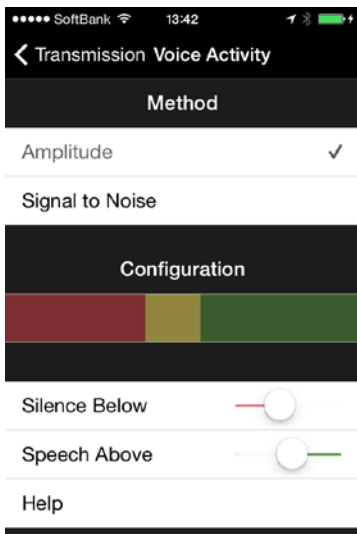 SoftBank 13:42
Transmission Voice Activity
Method
Amplitude
Signal to Noise
Configuration
Silence Below
Speech Above
Help